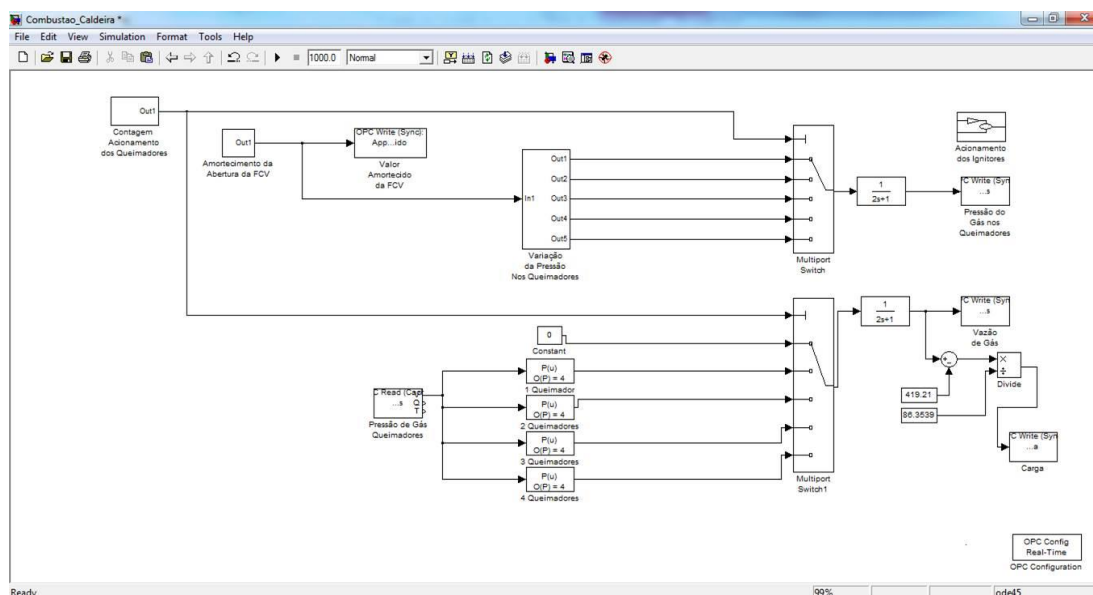 Combustao_Caldeira *
File Edit View Simulation Format Tools Help
1000.0 Normal
Out1
Contagem
Acionamento
dos Queimadores
Out1
Amortecimento da
Abertura da FCV
OPC Write (Sync):
App...ido
Valor
Amortecido
da FCV
In1
Out1
Out2
Out3
Out4
Out5
Variação
da Pressão
Nos Queimadores
Multiport
Switch
1
2s+1
Acionamento
dos Ignitores
C Write (Syn
...s
Pressão do
Gás nos
Queimadores
C Read (Cac
...s
Q
T
Pressão de Gás
Queimadores
0
Constant
P(u)
O(P) = 4
1 Queimador
P(u)
O(P) = 4
2 Queimadores
P(u)
O(P) = 4
3 Queimadores
P(u)
O(P) = 4
4 Queimadores
Multiport
Switch1
1
2s+1
C Write (Syn
...s
Vazão
de Gás
419.21
86.3539
Divide
C Write (Syn
...a
Carga
OPC Config
Real-Time
OPC Configuration
Ready 99% ode45